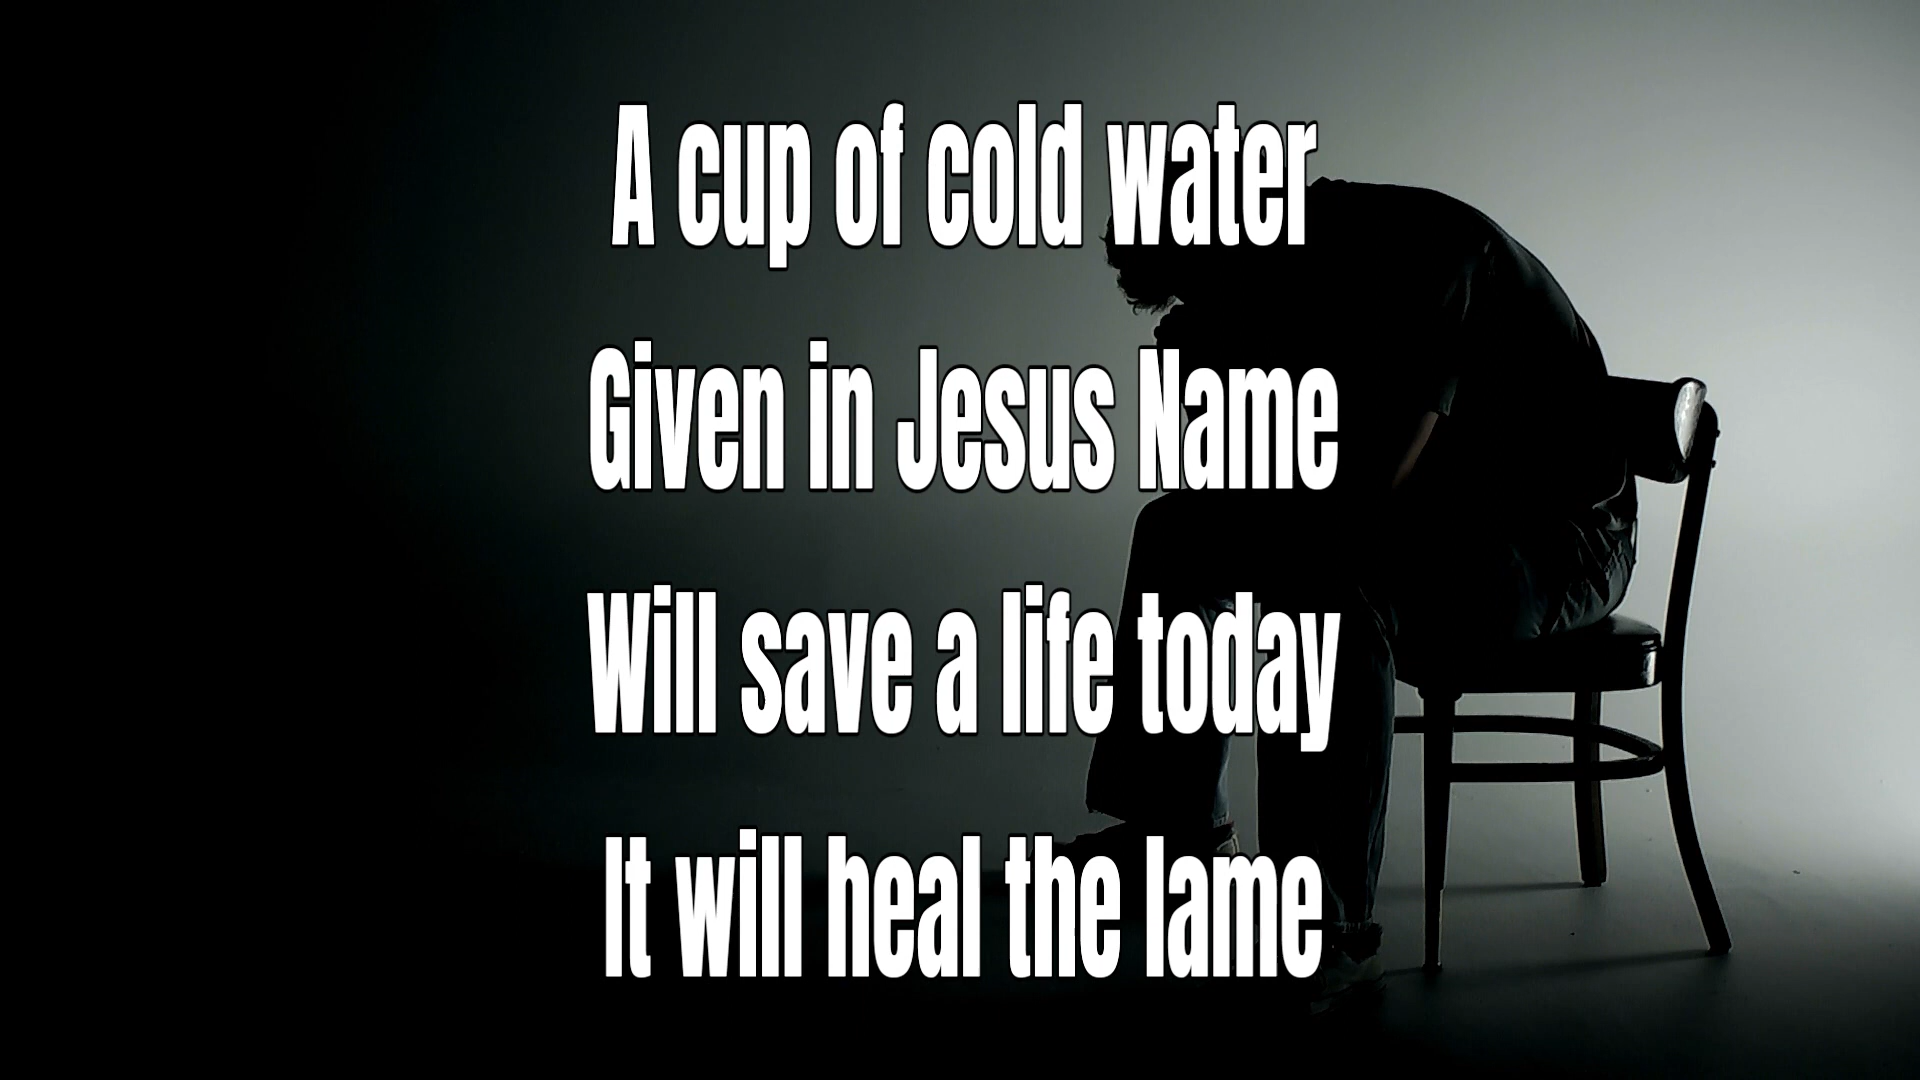 A cup of cold water
Given in Jesus Name
Will save a life today
It will heal the lame